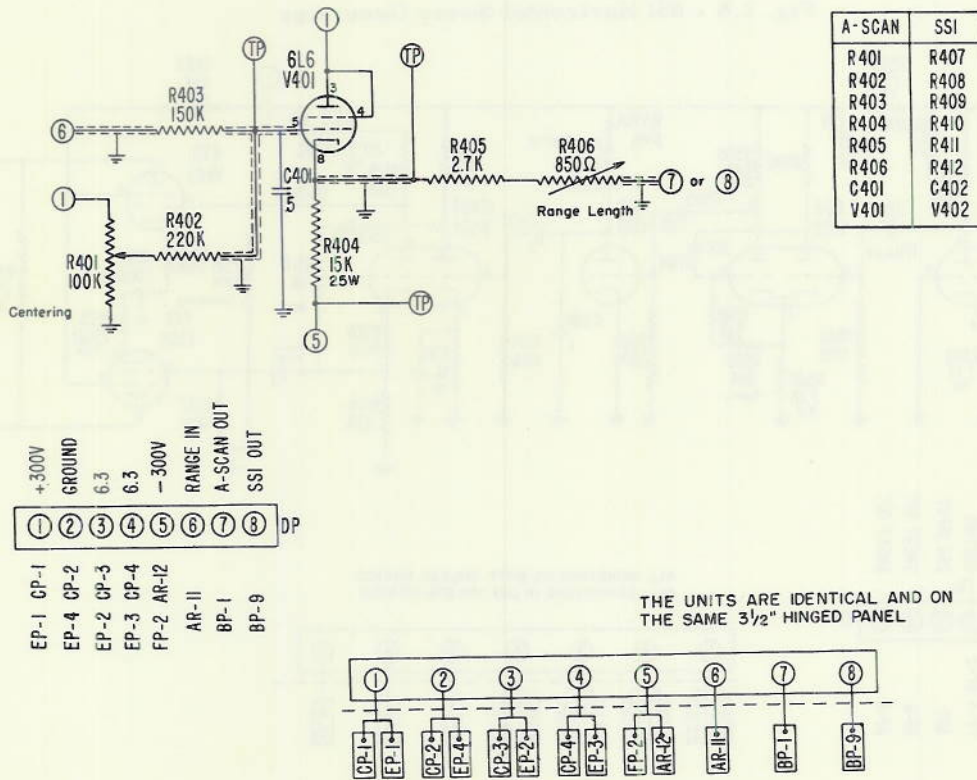 A-SCAN SSI
R401 R407
R402 R408
R403 R409
R404 R410
R405 R411
R406 R412
C401 C402
V401 V402
1
TP
6L6
V401
3
4
5
8
TP
R403
150K
6
R405
2.7K
R406
850Ω
7 or 8
Range Length
C401
.5
1
R402
220K
R401
100K
Centering
R404
15K
25W
TP
5
+300V
GROUND
6.3
6.3
-300V
RANGE IN
A-SCAN OUT
SSI OUT
1 2 3 4 5 6 7 8 DP
EP-1 CP-1
EP-4 CP-2
EP-2 CP-3
EP-3 CP-4
FP-2 AR-12
AR-11
BP-1
BP-9
THE UNITS ARE IDENTICAL AND ON
THE SAME 3½" HINGED PANEL
1 2 3 4 5 6 7 8
CP-1 EP-1 CP-2 EP-4 CP-3 EP-2 CP-4 EP-3 FP-2 AR-12 AR-11 BP-1 BP-9